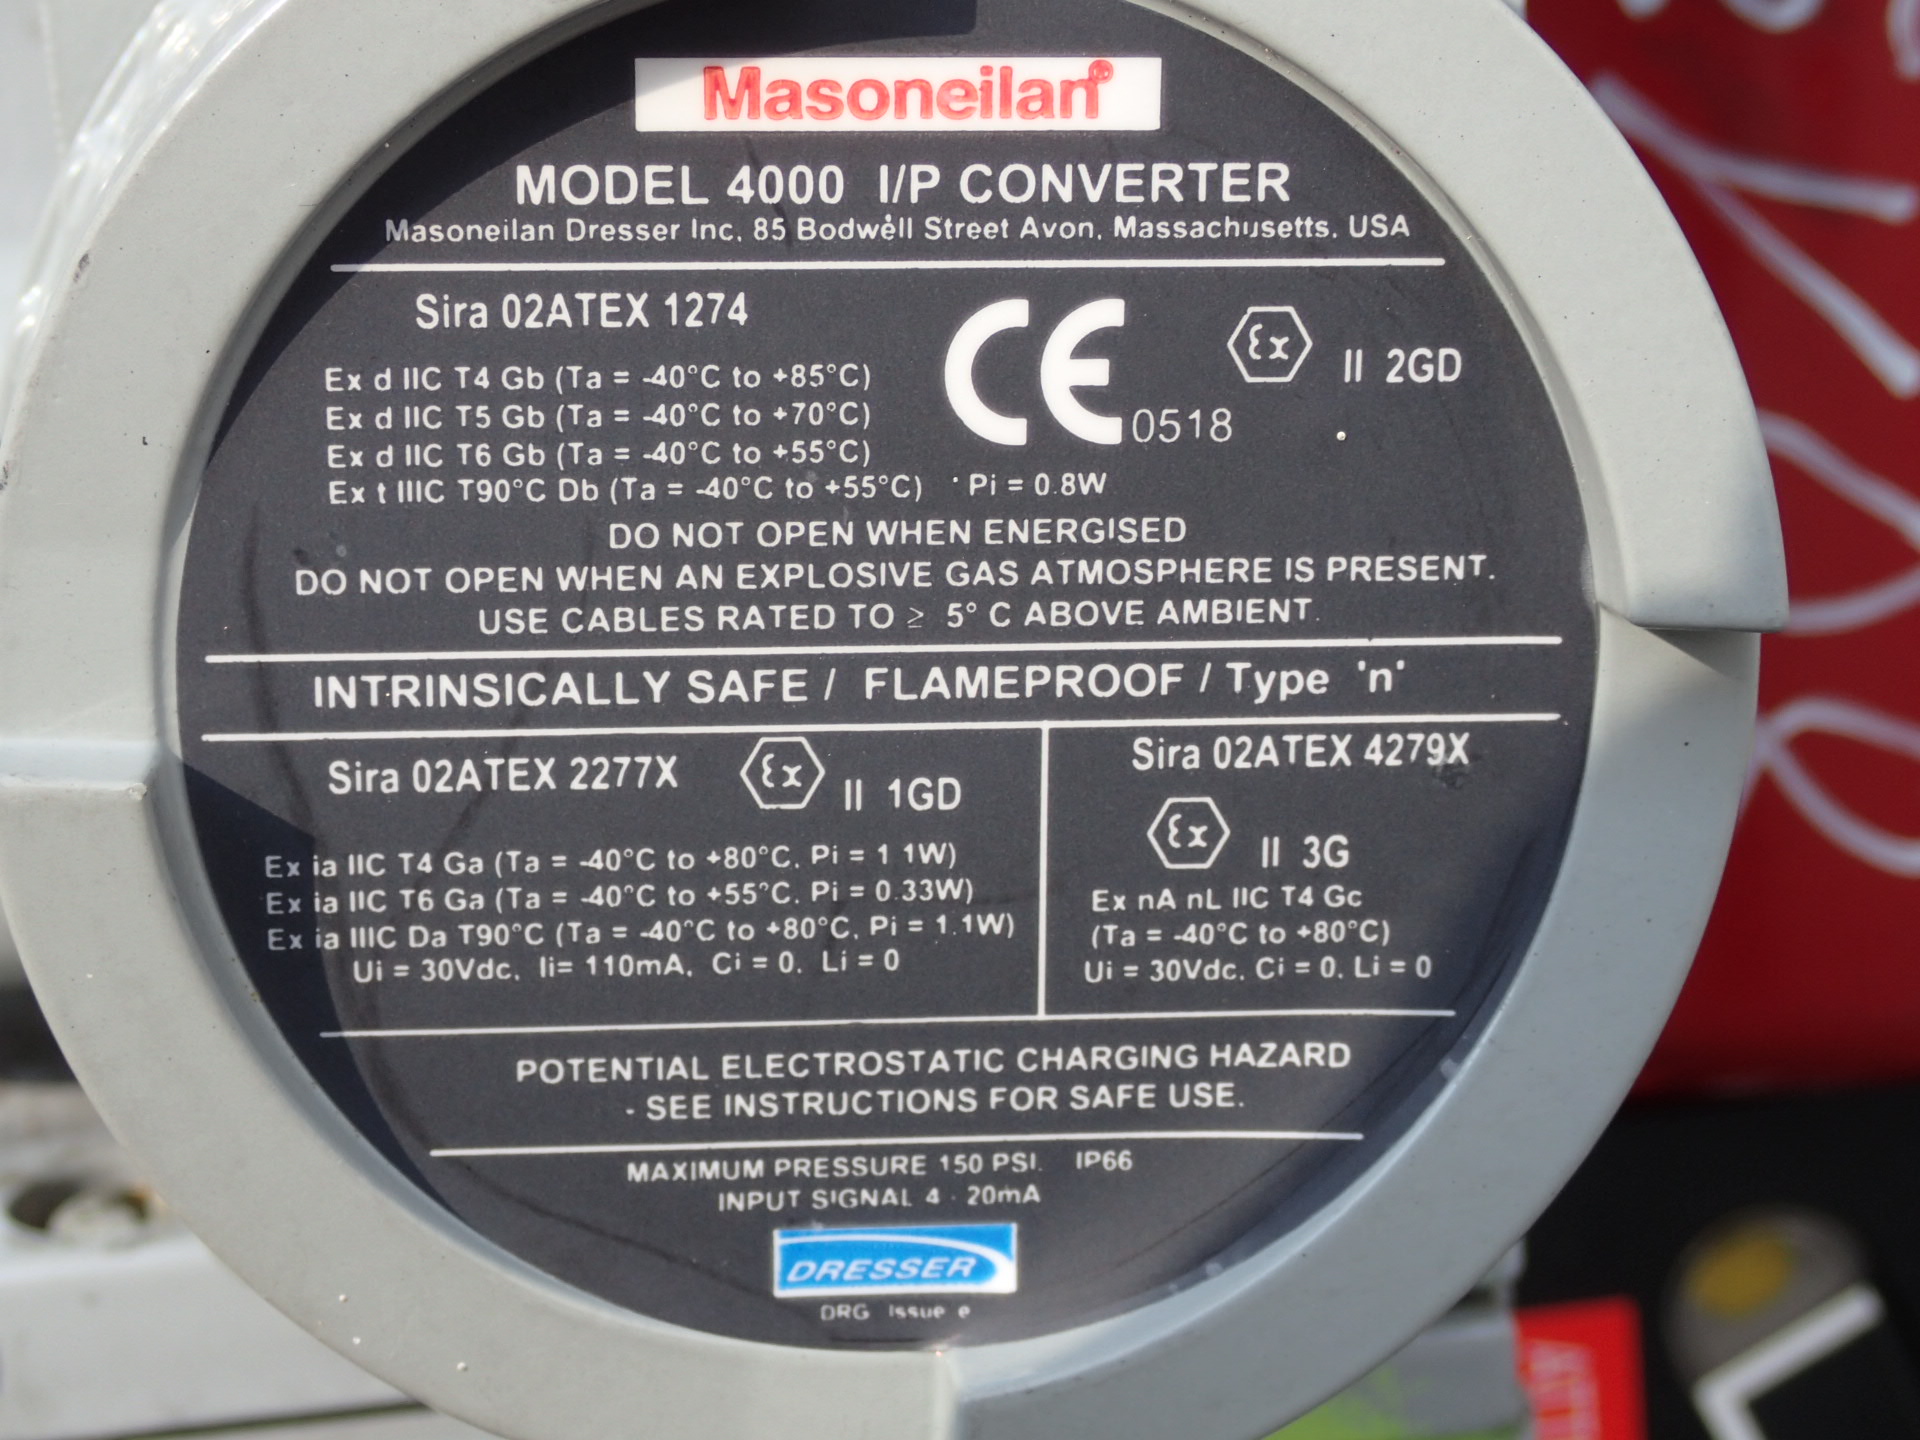 Masoneilan®
MODEL 4000 I/P CONVERTER
Masoneilan Dresser Inc, 85 Bodwell Street Avon, Massachusetts, USA
Sira 02ATEX 1274
CE 0518
Ex II 2GD
Ex d IIC T4 Gb (Ta = -40°C to +85°C)
Ex d IIC T5 Gb (Ta = -40°C to +70°C)
Ex d IIC T6 Gb (Ta = -40°C to +55°C)
Ex t IIIC T90°C Db (Ta = -40°C to +55°C) Pi = 0.8W
DO NOT OPEN WHEN ENERGISED
DO NOT OPEN WHEN AN EXPLOSIVE GAS ATMOSPHERE IS PRESENT.
USE CABLES RATED TO ≥ 5° C ABOVE AMBIENT.
INTRINSICALLY SAFE / FLAMEPROOF / Type 'n'
Sira 02ATEX 2277X Ex II 1GD
Ex ia IIC T4 Ga (Ta = -40°C to +80°C, Pi = 1.1W)
Ex ia IIC T6 Ga (Ta = -40°C to +55°C, Pi = 0.33W)
Ex ia IIIC Da T90°C (Ta = -40°C to +80°C, Pi = 1.1W)
Ui = 30Vdc, Ii= 110mA, Ci = 0, Li = 0
Sira 02ATEX 4279X
Ex II 3G
Ex nA nL IIC T4 Gc
(Ta = -40°C to +80°C)
Ui = 30Vdc, Ci = 0, Li = 0
POTENTIAL ELECTROSTATIC CHARGING HAZARD
- SEE INSTRUCTIONS FOR SAFE USE.
MAXIMUM PRESSURE 150 PSI. IP66
INPUT SIGNAL 4 - 20mA
DRESSER
DRG Issue e